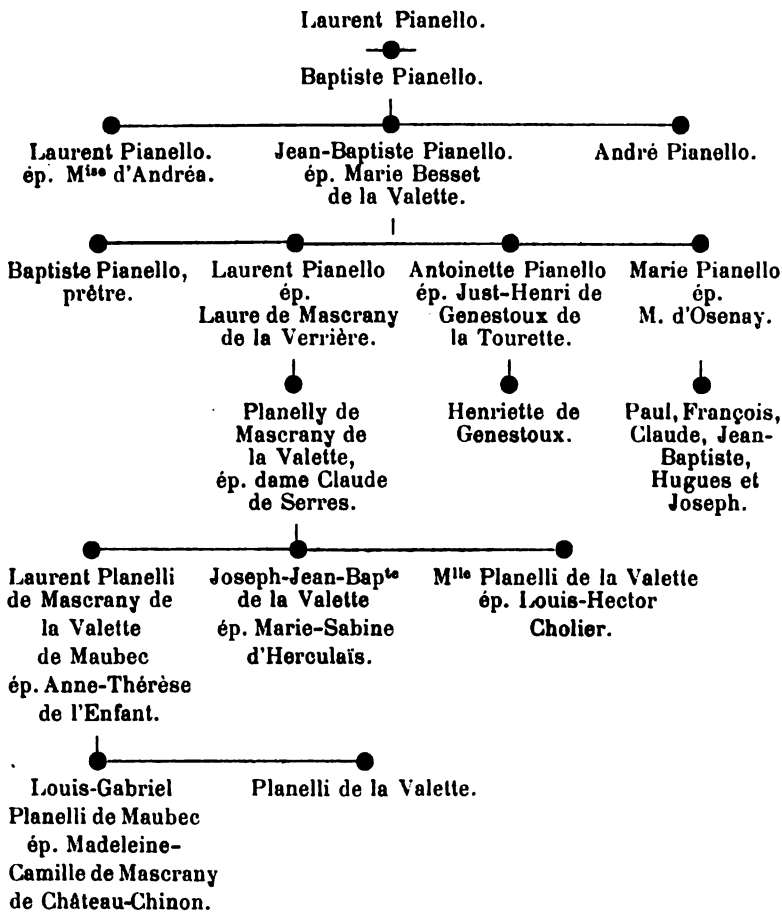 Laurent Pianello.
Baptiste Pianello.
Laurent Pianello.
ép. Mise d'Andréa.
Jean-Baptiste Pianello.
ép. Marie Besset
de la Valette.
André Pianello.
Baptiste Pianello,
prêtre.
Laurent Pianello
ép.
Laure de Mascrany
de la Verrière.
Antoinette Pianello
ép. Just-Henri de
Genestoux de
la Tourette.
Marie Pianello
ép.
M. d'Osenay.
Planelly de
Mascrany de
la Valette,
ép. dame Claude
de Serres.
Henriette de
Genestoux.
Paul, François,
Claude, Jean-
Baptiste,
Hugues et
Joseph.
Laurent Planelli
de Mascrany de
la Valette
de Maubec
ép. Anne-Thérèse
de l'Enfant.
Joseph-Jean-Bapte
de la Valette
ép. Marie-Sabine
d'Herculaïs.
Mlle Planelli de la Valette
ép. Louis-Hector
Cholier.
Louis-Gabriel
Planelli de Maubec
ép. Madeleine-
Camille de Mascrany
de Château-Chinon.
Planelli de la Valette.